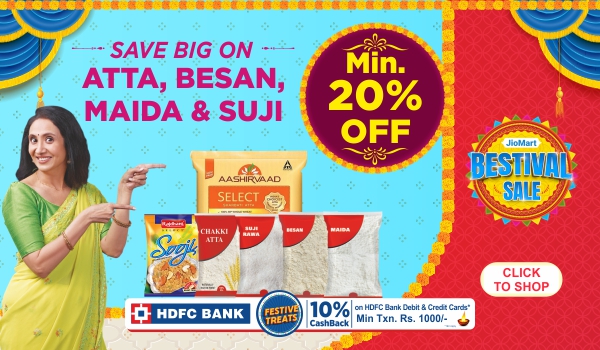 SAVE BIG ON
ATTA, BESAN,
MAIDA & SUJI
Min.
20%
OFF
JioMart
BESTIVAL
SALE
AASHIRVAAD
SELECT
Rajdhani
Sooji
CHAKKI
ATTA
SUJI
RAWA
BESAN
MAIDA
CLICK
TO SHOP
HDFC BANK
FESTIVE
TREATS
10%
CashBack
on HDFC Bank Debit & Credit Cards*
Min Txn. Rs. 1000/-